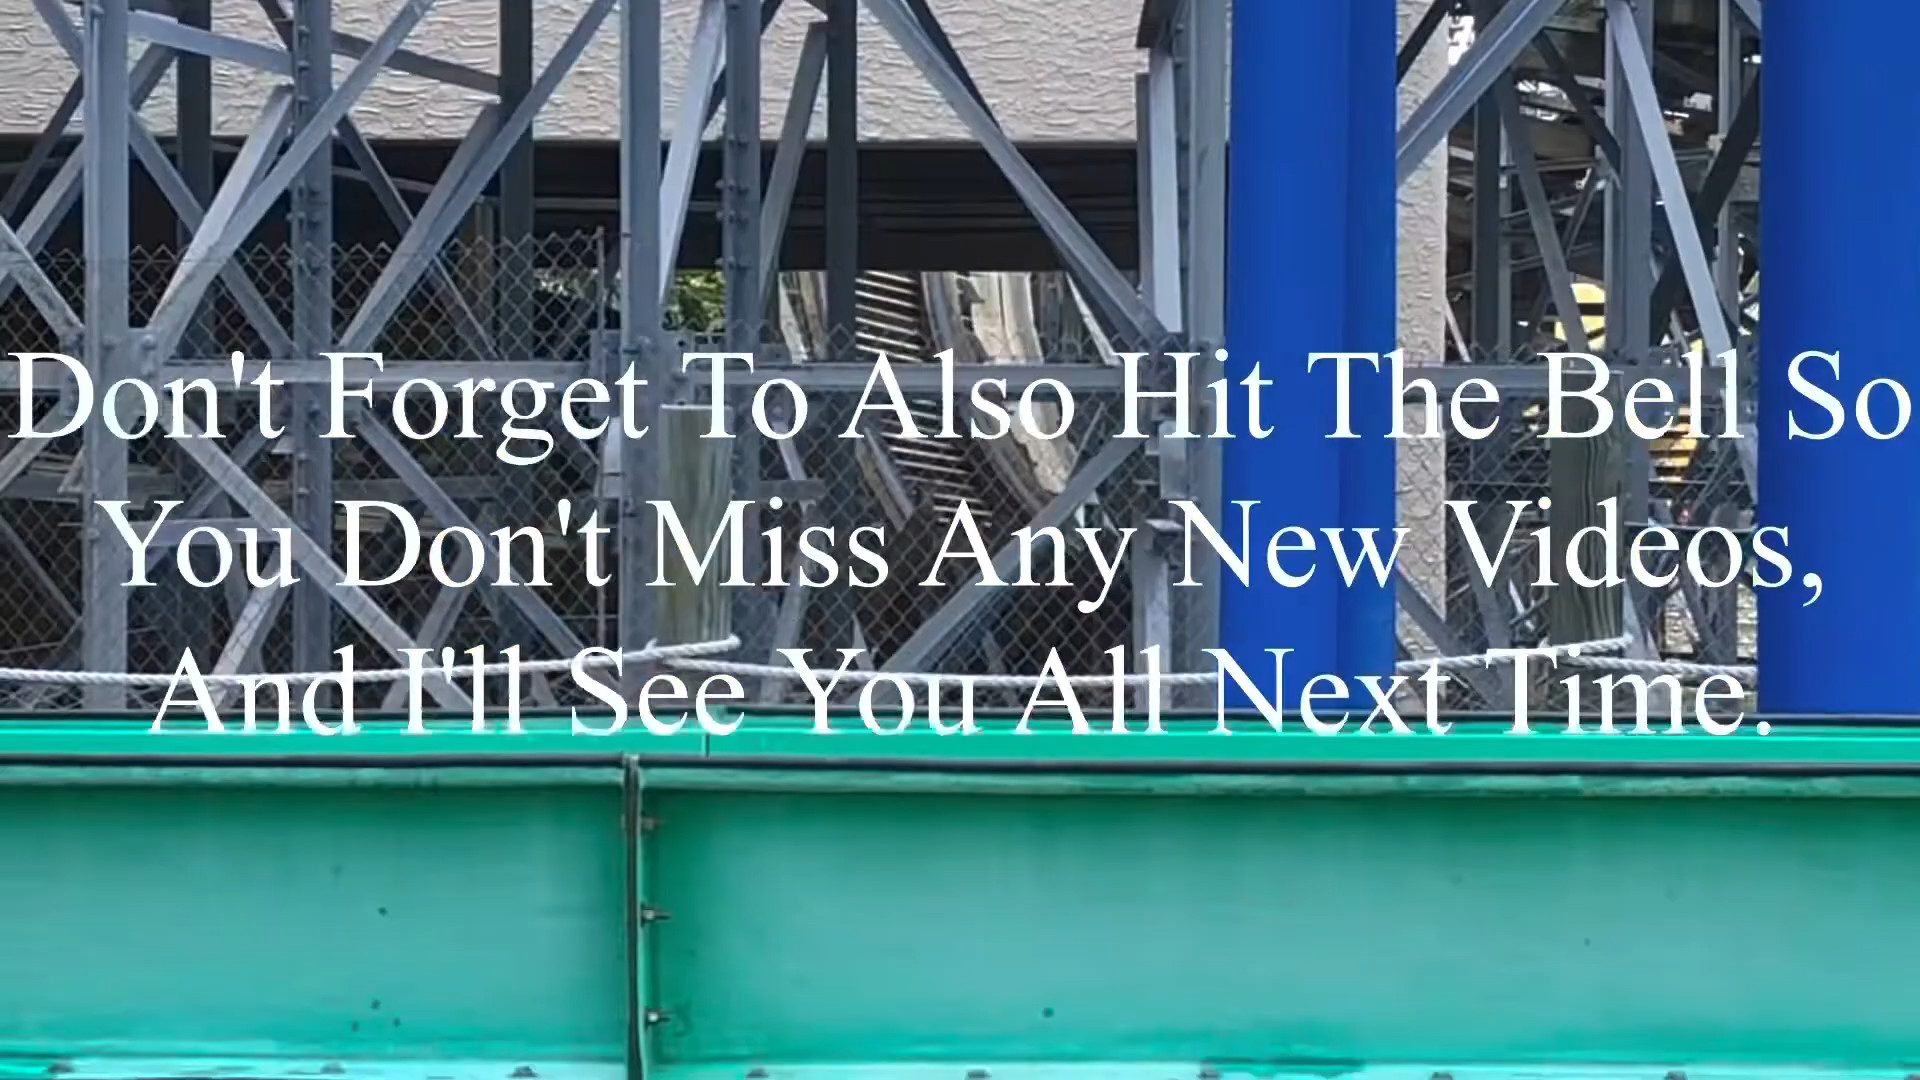 Don't Forget To Also Hit The Bell So
You Don't Miss Any New Videos,
And I'll See You All Next Time.